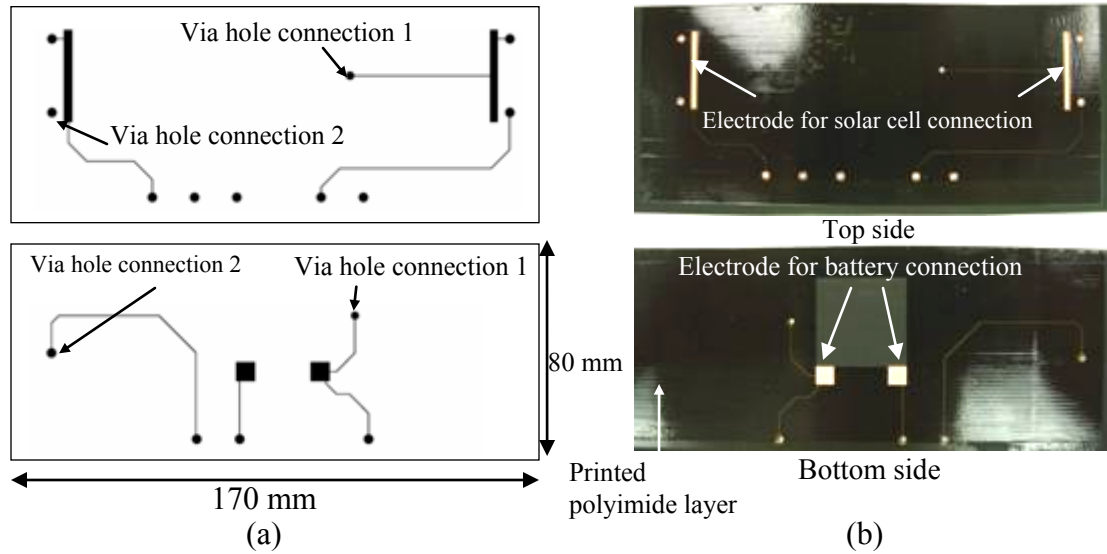 Via hole connection 1
Via hole connection 2
Electrode for solar cell connection
Top side
Via hole connection 2
Via hole connection 1
Electrode for battery connection
80 mm
Printed
polyimide layer
Bottom side
170 mm
(a)
(b)